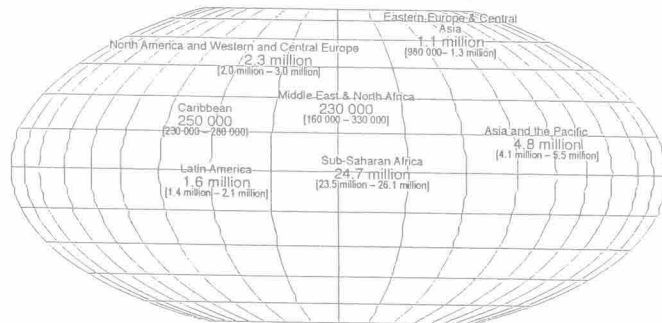 Eastern Europe & Central
Asia
1.1 million
[980 000 – 1.3 million]
North America and Western and Central Europe
2.3 million
[2.0 million – 3.0 million]
Middle East & North Africa
230 000
[160 000 – 330 000]
Caribbean
250 000
[230 000 – 280 000]
Asia and the Pacific
4.8 million
[4.1 million – 5.5 million]
Sub-Saharan Africa
24.7 million
[23.5 million – 26.1 million]
Latin America
1.6 million
[1.4 million – 2.1 million]